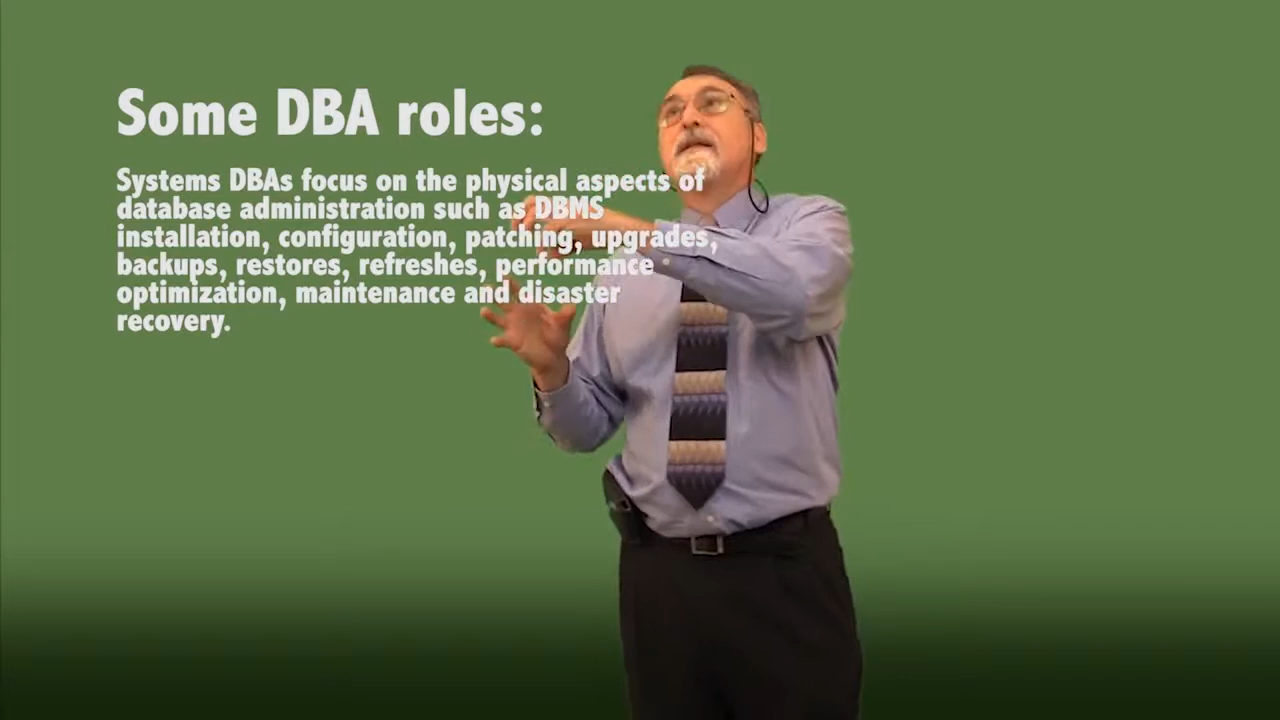 Some DBA roles:
Systems DBAs focus on the physical aspects of
database administration such as DBMS
installation, configuration, patching, upgrades,
backups, restores, refreshes, performance
optimization, maintenance and disaster
recovery.